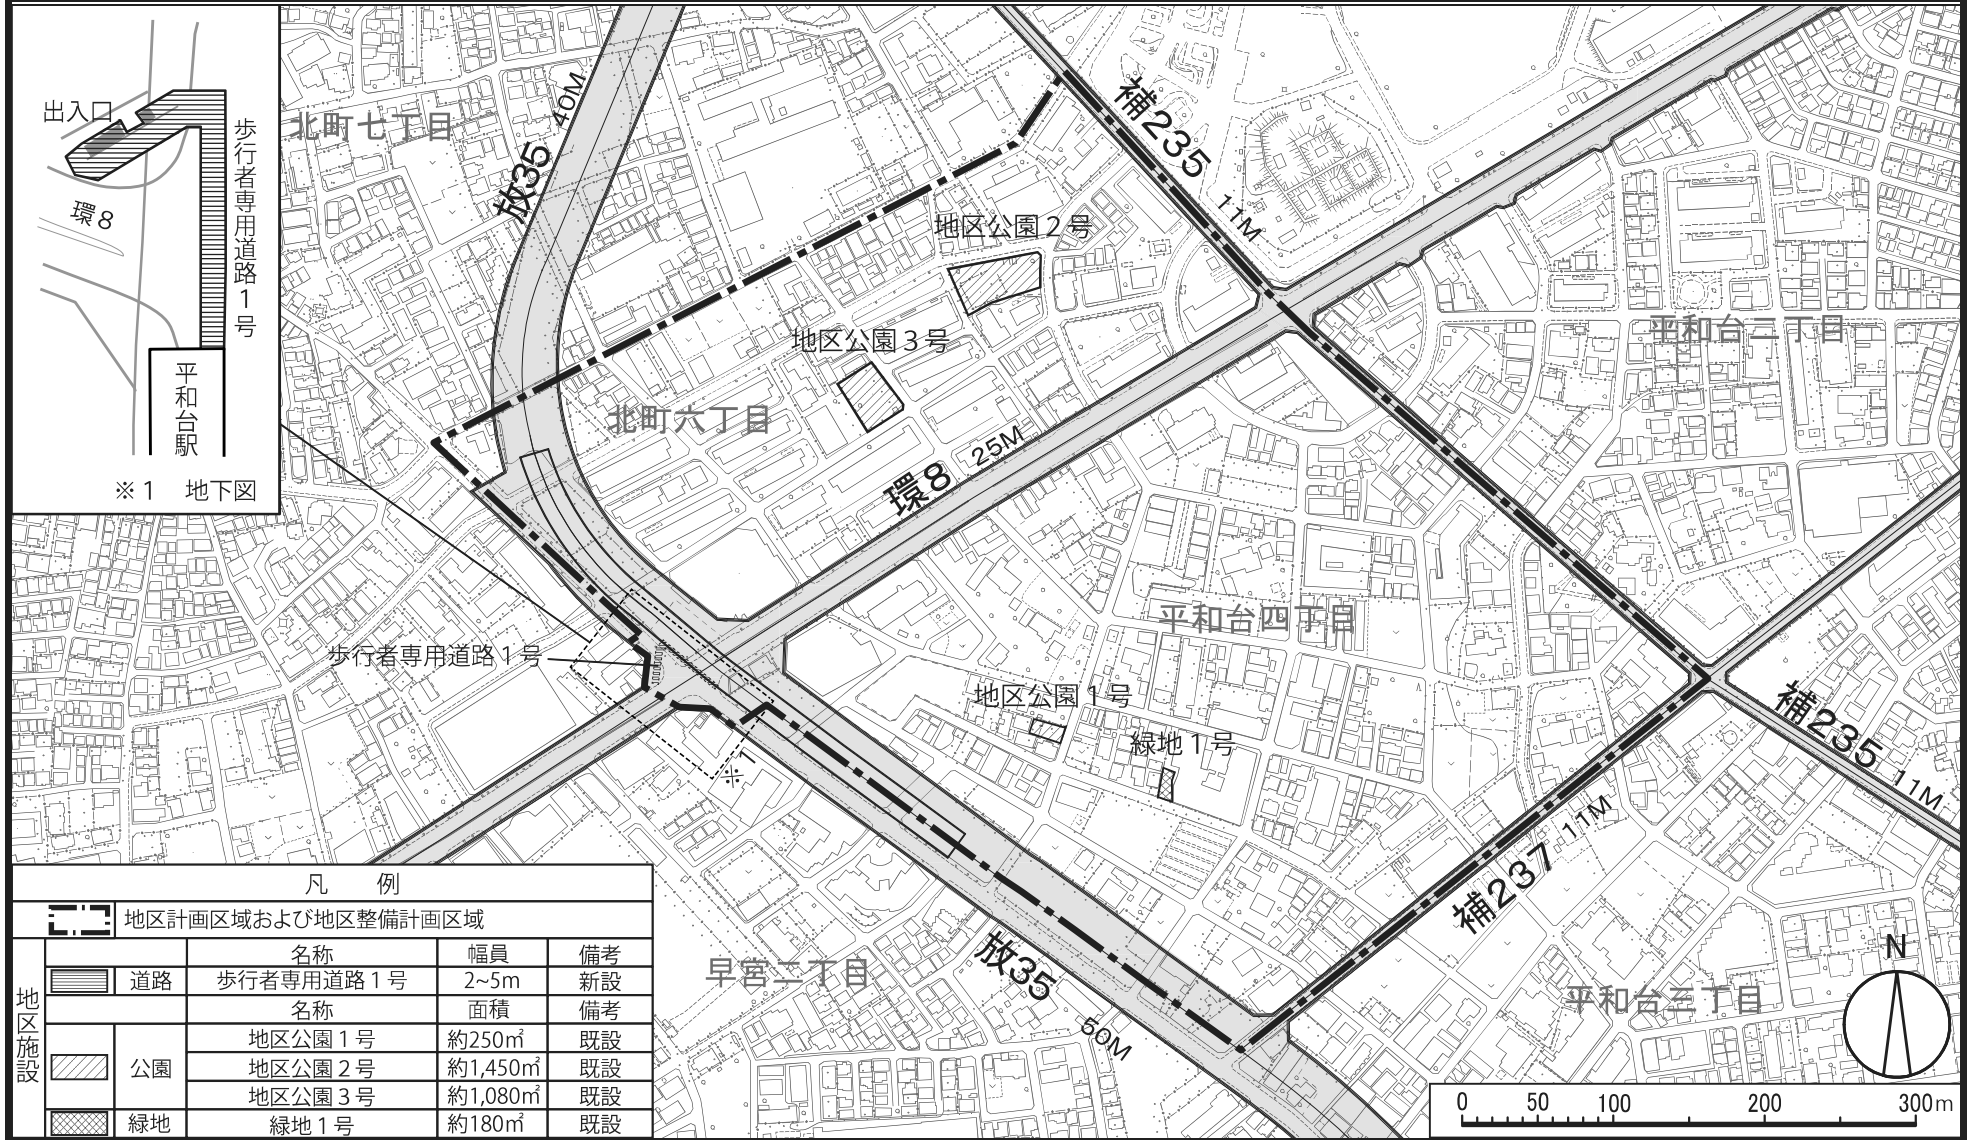 出入口
環8
歩行者専用道路1号
平和台駅
※1 地下図
北町七丁目
放35
40M
補235
11M
地区公園2号
地区公園3号
平和台二丁目
北町六丁目
環8
25M
平和台四丁目
歩行者専用道路1号
地区公園1号
緑地1号
※1
補235
11M
補237
11M
早宮二丁目
放35
50M
平和台三丁目
N
0 50 100 200 300m
凡 例
地区計画区域および地区整備計画区域
地区施設
名称 幅員 備考
道路 歩行者専用道路1号 2~5m 新設
名称 面積 備考
公園
地区公園1号 約250㎡ 既設
地区公園2号 約1,450㎡ 既設
地区公園3号 約1,080㎡ 既設
緑地 緑地1号 約180㎡ 既設